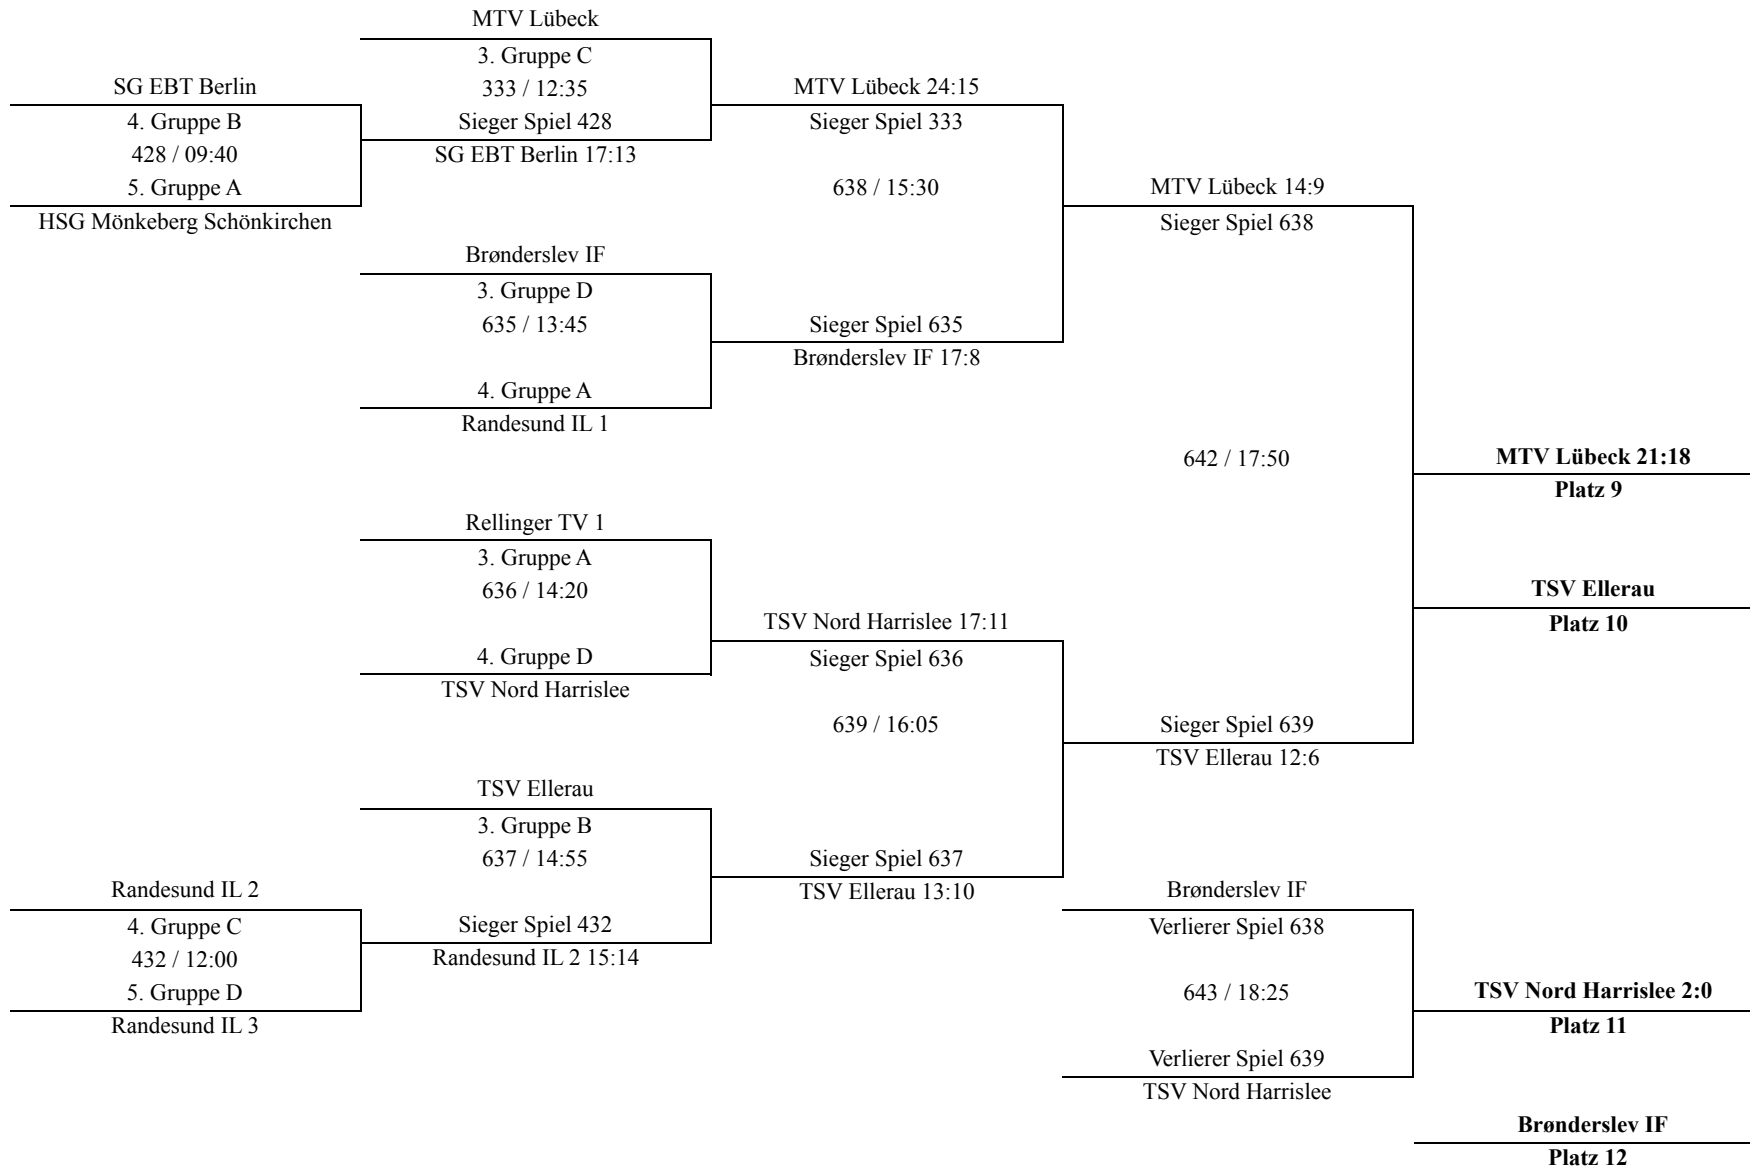 MTV Lübeck
3. Gruppe C
333 / 12:35
Sieger Spiel 428
SG EBT Berlin 17:13
SG EBT Berlin
4. Gruppe B
428 / 09:40
5. Gruppe A
HSG Mönkeberg Schönkirchen
MTV Lübeck 24:15
Sieger Spiel 333
638 / 15:30
Sieger Spiel 635
Brønderslev IF 17:8
Brønderslev IF
3. Gruppe D
635 / 13:45
4. Gruppe A
Randesund IL 1
MTV Lübeck 14:9
Sieger Spiel 638
642 / 17:50
MTV Lübeck 21:18
Platz 9
TSV Ellerau
Platz 10
Rellinger TV 1
3. Gruppe A
636 / 14:20
4. Gruppe D
TSV Nord Harrislee
TSV Nord Harrislee 17:11
Sieger Spiel 636
639 / 16:05
Sieger Spiel 637
TSV Ellerau 13:10
Sieger Spiel 639
TSV Ellerau 12:6
TSV Ellerau
3. Gruppe B
637 / 14:55
Sieger Spiel 432
Randesund IL 2 15:14
Randesund IL 2
4. Gruppe C
432 / 12:00
5. Gruppe D
Randesund IL 3
Brønderslev IF
Verlierer Spiel 638
643 / 18:25
Verlierer Spiel 639
TSV Nord Harrislee
TSV Nord Harrislee 2:0
Platz 11
Brønderslev IF
Platz 12